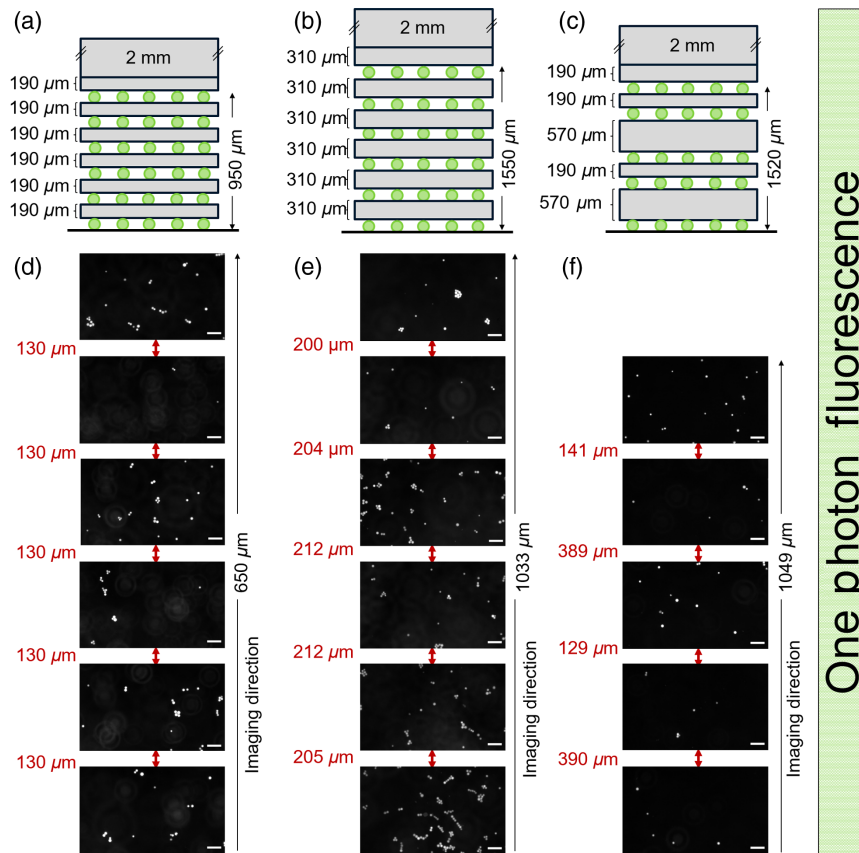 (a)
2 mm
190 µm
190 µm
190 µm
190 µm
190 µm
190 µm
950 µm
(b)
2 mm
310 µm
310 µm
310 µm
310 µm
310 µm
310 µm
1550 µm
(c)
2 mm
190 µm
190 µm
570 µm
190 µm
570 µm
1520 µm
(d)
130 µm
130 µm
130 µm
130 µm
130 µm
650 µm
Imaging direction
(e)
200 µm
204 µm
212 µm
212 µm
205 µm
1033 µm
Imaging direction
(f)
141 µm
389 µm
129 µm
390 µm
1049 µm
Imaging direction
One photon fluorescence